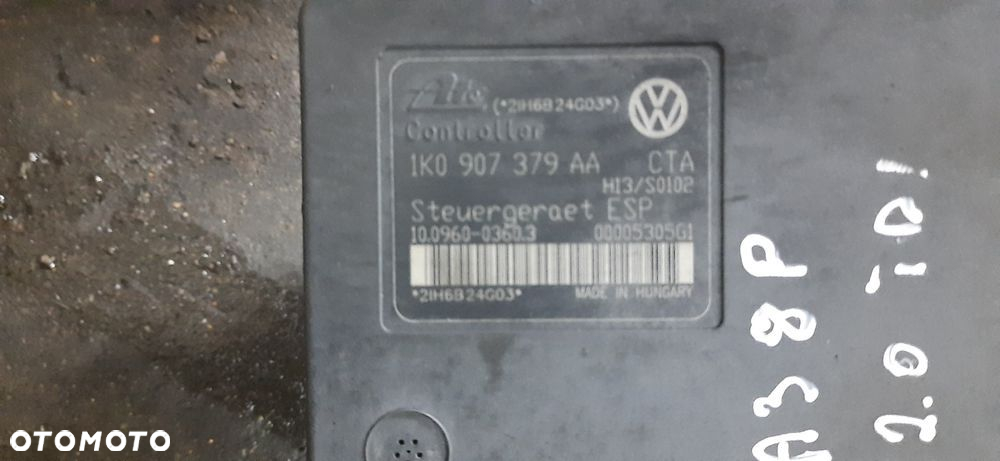 Ate (*2IH6B24G03*)
Controller
1K0 907 379 AA CTA
H13/S0102
Steuergeraet ESP
10.0960-0360.3 00005305G1
*2IH6B24G03* MADE IN HUNGARY
A3 8P
2.0 TDI
OTOMOTO